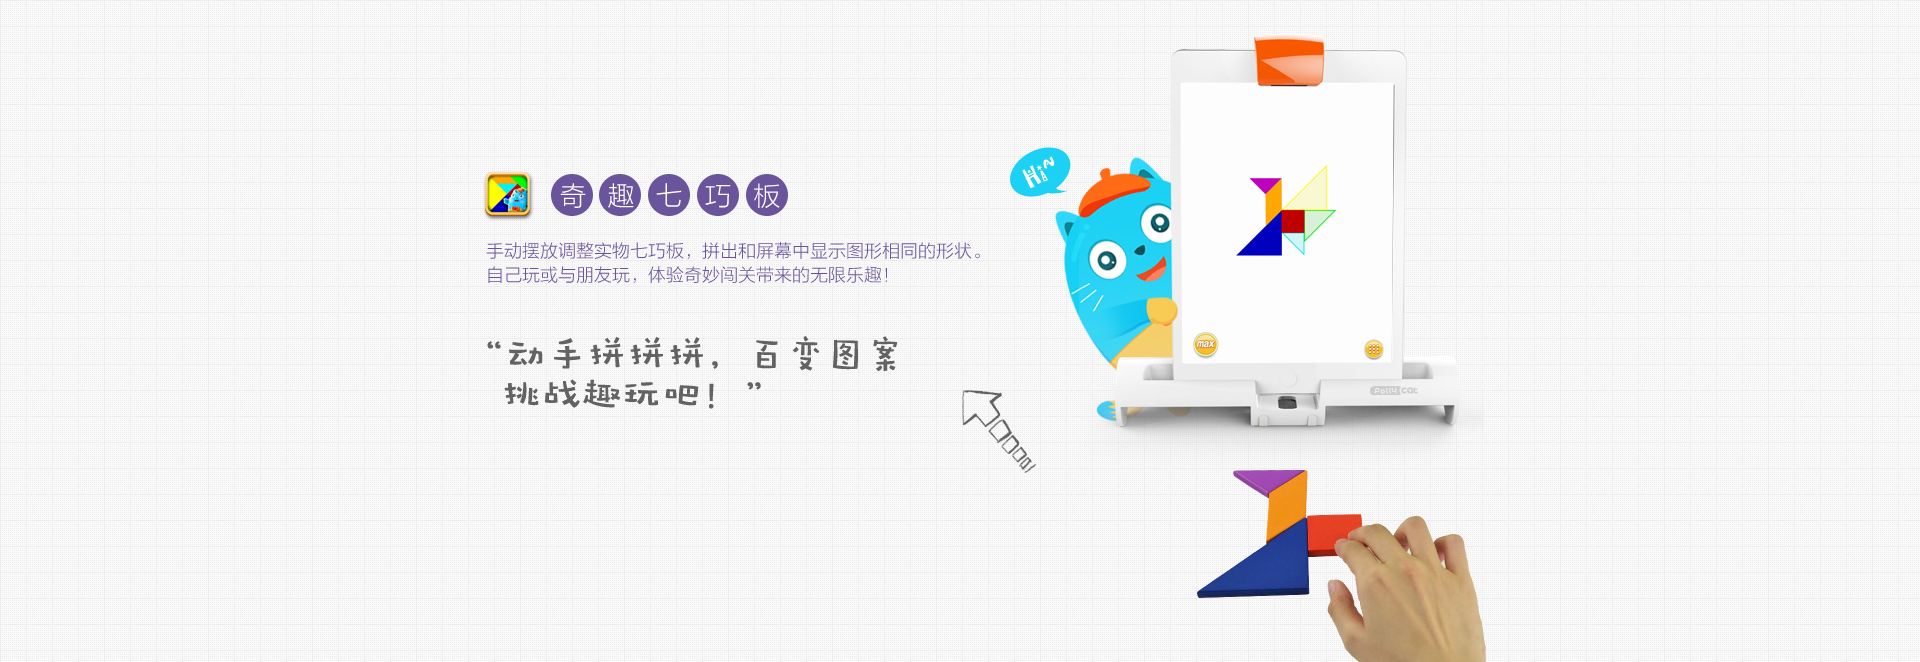 奇趣七巧板
手动摆放调整实物七巧板，拼出和屏幕中显示图形相同的形状。
自己玩或与朋友玩，体验奇妙闯关带来的无限乐趣！
“动手拼拼拼，百变图案
挑战趣玩吧！”
Hi~
max